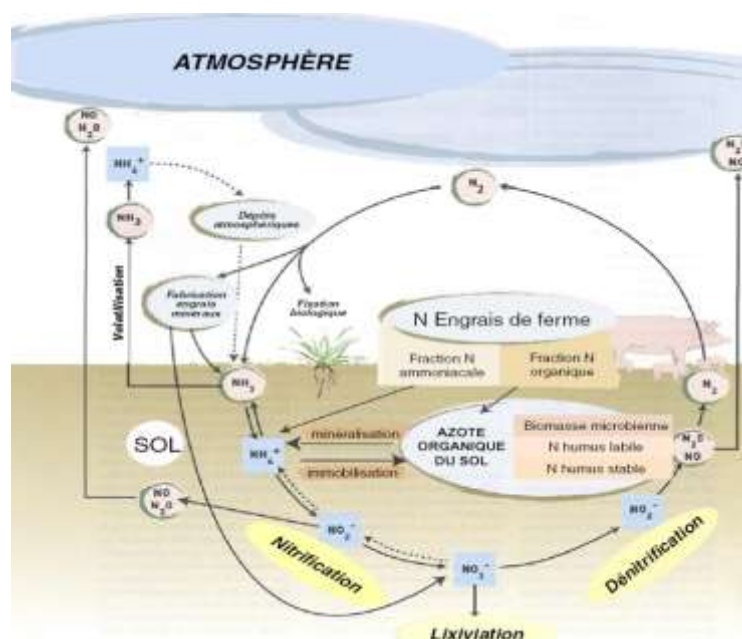 ATMOSPHÈRE
NO
N₂O
NH₄⁺
NH₃
Volatilisation
Dépôts
atmosphériques
Fabrication
engrais
minéraux
Fixation
biologique
N₂
N₂
NO
N Engrais de ferme
Fraction N
ammoniacale
Fraction N
organique
NH₃
N₂
SOL
NH₄⁺
minéralisation
immobilisation
AZOTE
ORGANIQUE
DU SOL
Biomasse microbienne
N humus labile
N humus stable
N₂O
NO
NO
N₂O
NO₂⁻
Nitrification
NO₃⁻
NO₂⁻
Dénitrification
Lixiviation